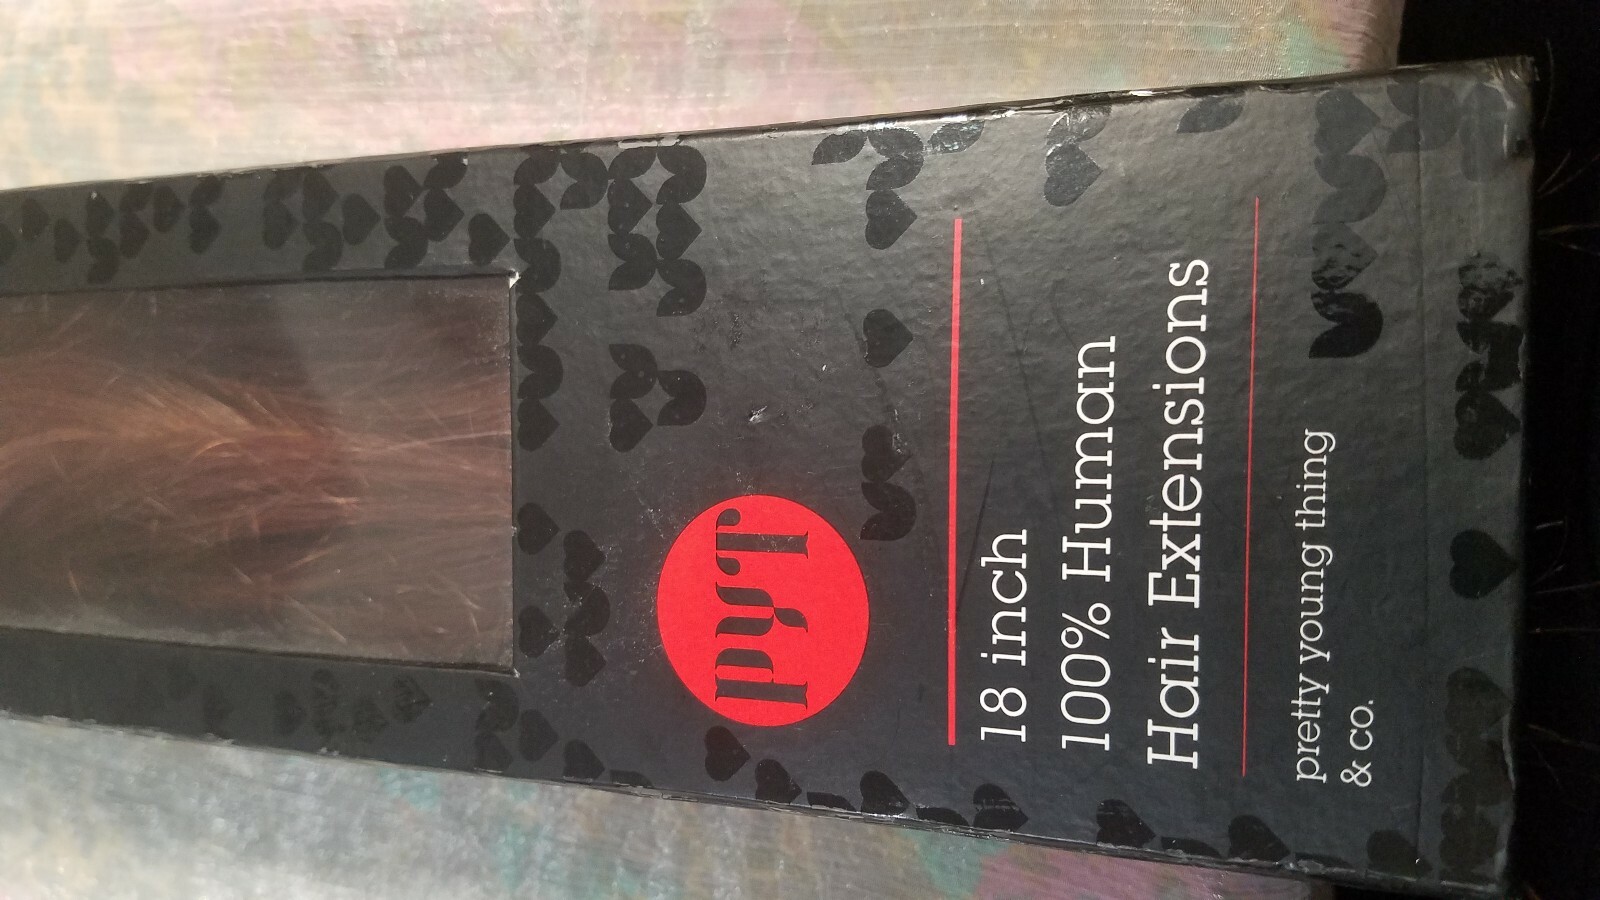 PYT
18 inch
100% Human
Hair Extensions
pretty young thing
& co.